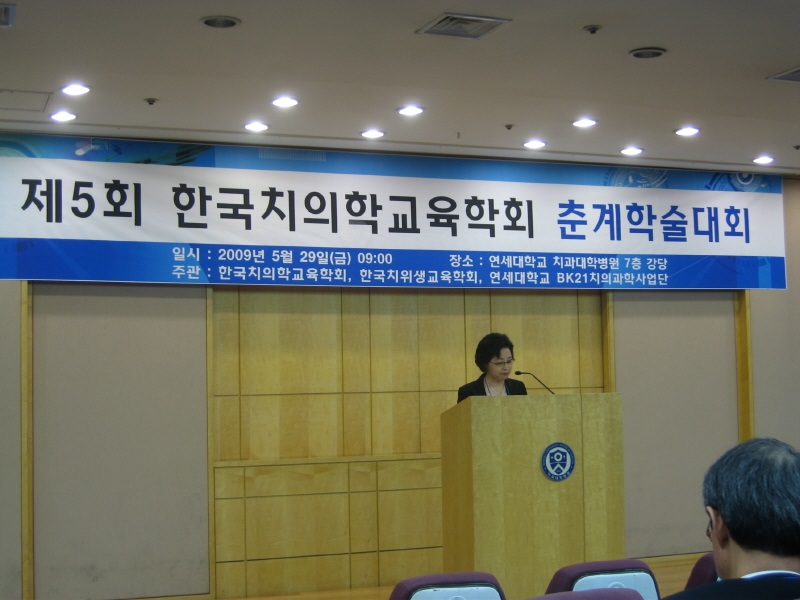 제5회 한국치의학교육학회 춘계학술대회
일시 : 2009년 5월 29일(금) 09:00 장소 : 연세대학교 치과대학병원 7층 강당
주관 : 한국치의학교육학회, 한국치위생교육학회, 연세대학교 BK21치의과학사업단